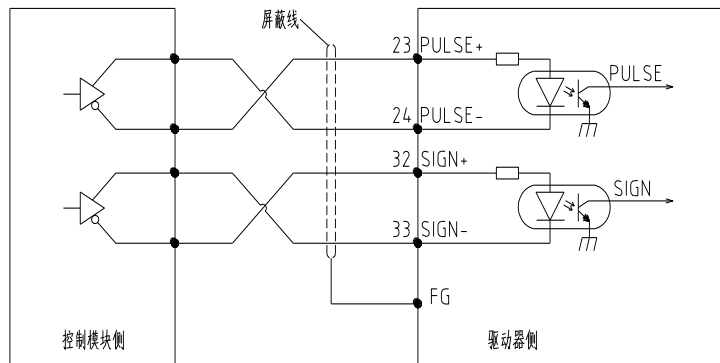 屏蔽线
23 PULSE+
PULSE
24 PULSE-
32 SIGN+
SIGN
33 SIGN-
FG
控制模块侧
驱动器侧